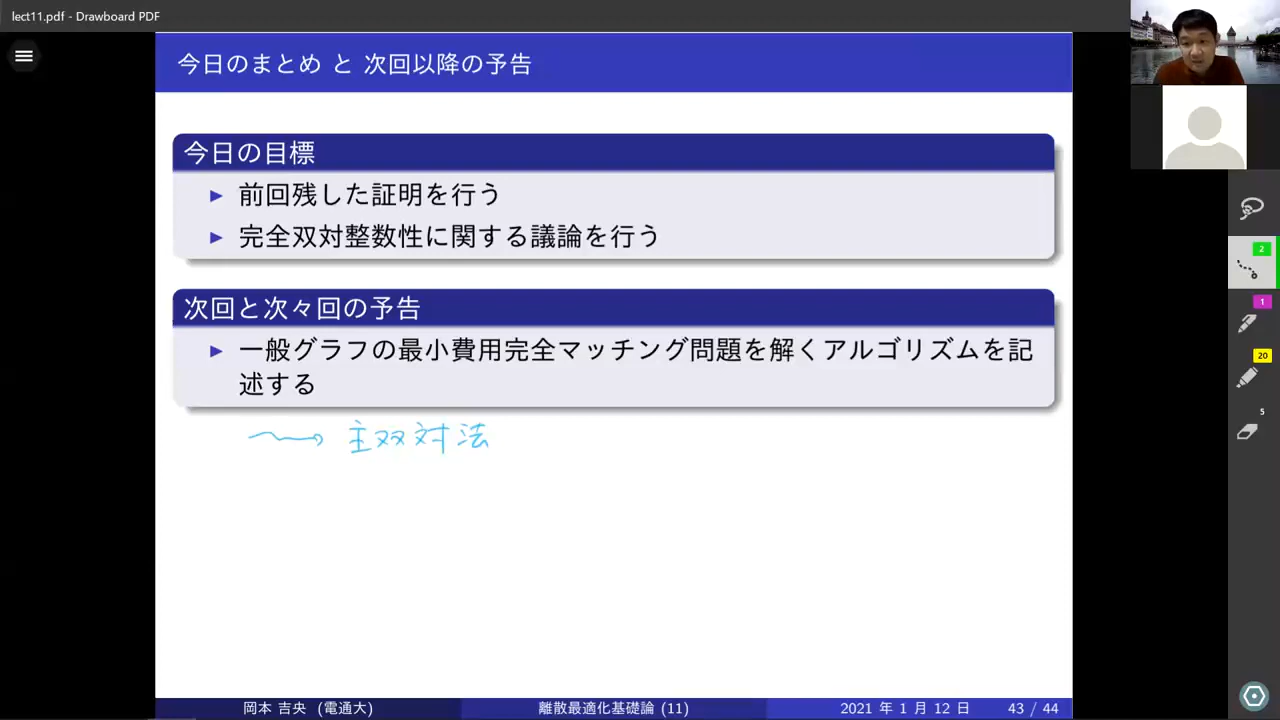 lect11.pdf - Drawboard PDF
今日のまとめ と 次回以降の予告
今日の目標
▶ 前回残した証明を行う
▶ 完全双対整数性に関する議論を行う
次回と次々回の予告
▶ 一般グラフの最小費用完全マッチング問題を解くアルゴリズムを記
述する
主双対法
2
1
20
5
岡本 吉央 (電通大) 離散最適化基礎論 (11) 2021 年 1 月 12 日 43 / 44